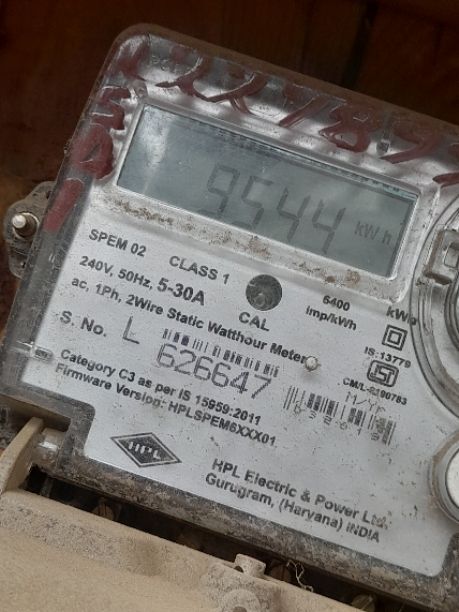 9544 kWh
SPEM 02 CLASS 1
240V, 50Hz, 5-30A
CAL
6400
imp/kWh
ac, 1Ph, 2Wire Static Watthour Meter
IS:13779
S. No. L 626647
Category C3 as per IS 15959:2011
Firmware Version: HPLSPEM6XXX01
HPL
HPL Electric & Power Ltd.
Gurugram, (Haryana) INDIA